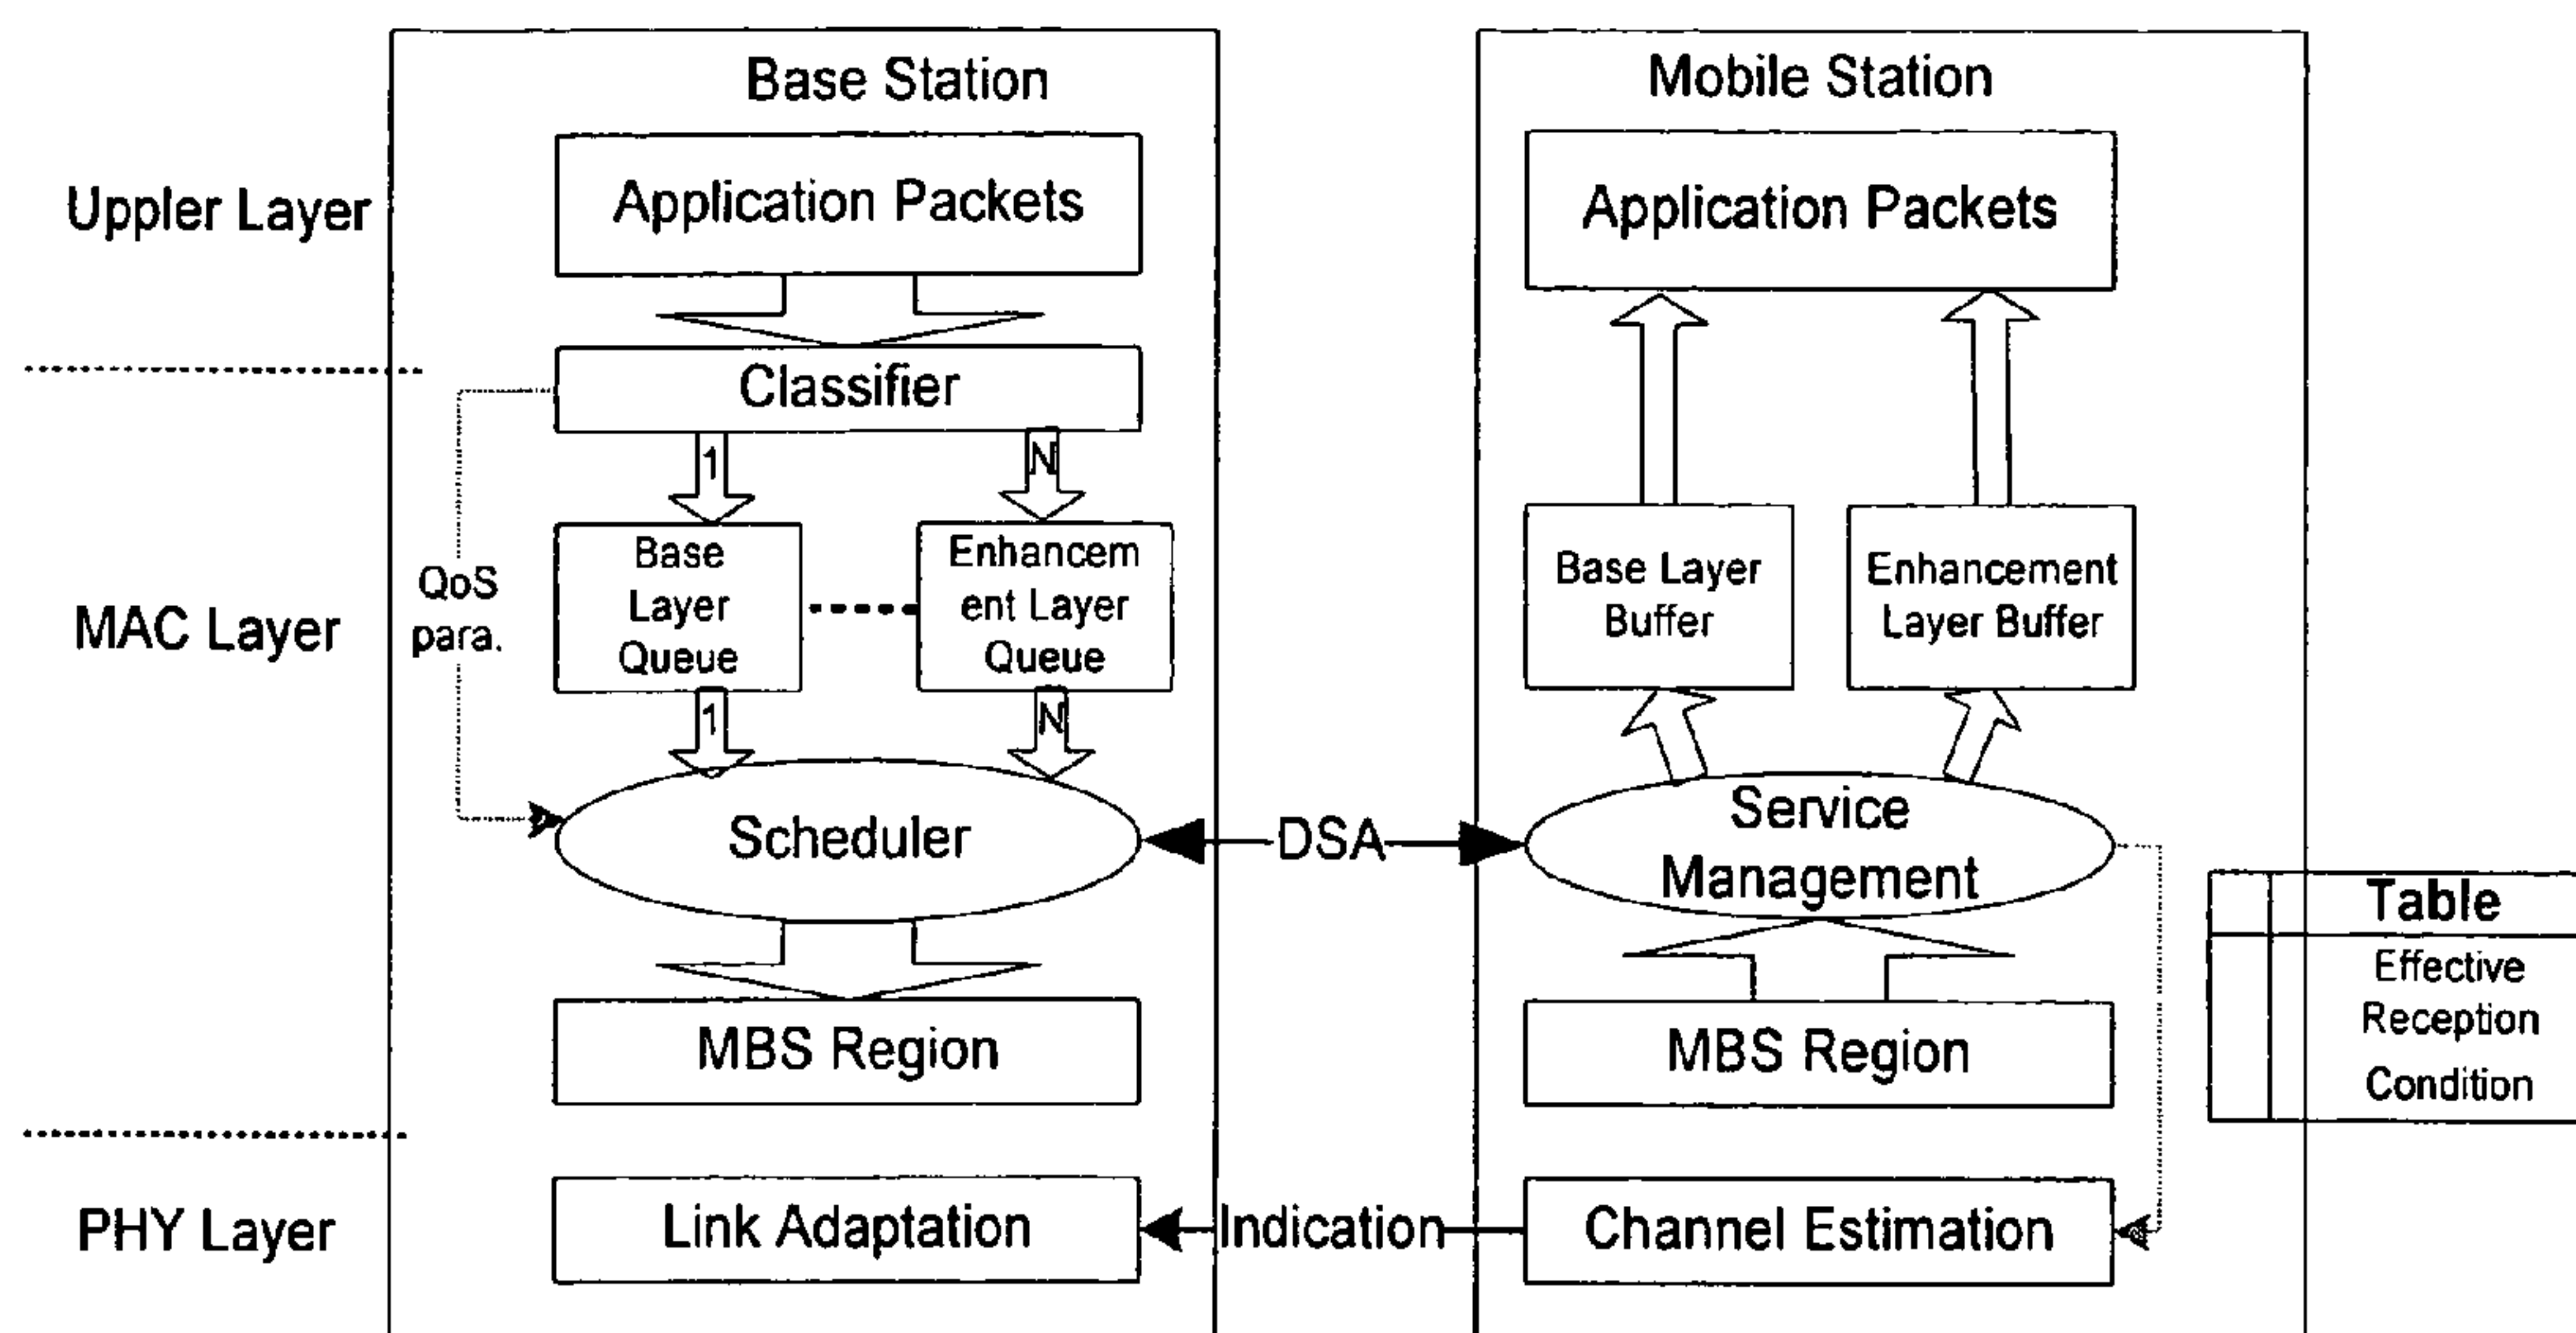 Base Station
Mobile Station
Uppler Layer
Application Packets
Application Packets
Classifier
1
N
MAC Layer
QoS
para.
Base
Layer
Queue
Enhancem
ent Layer
Queue
Base Layer
Buffer
Enhancement
Layer Buffer
1
N
Scheduler
DSA
Service
Management
Table
Effective
Reception
Condition
MBS Region
MBS Region
PHY Layer
Link Adaptation
Indication
Channel Estimation